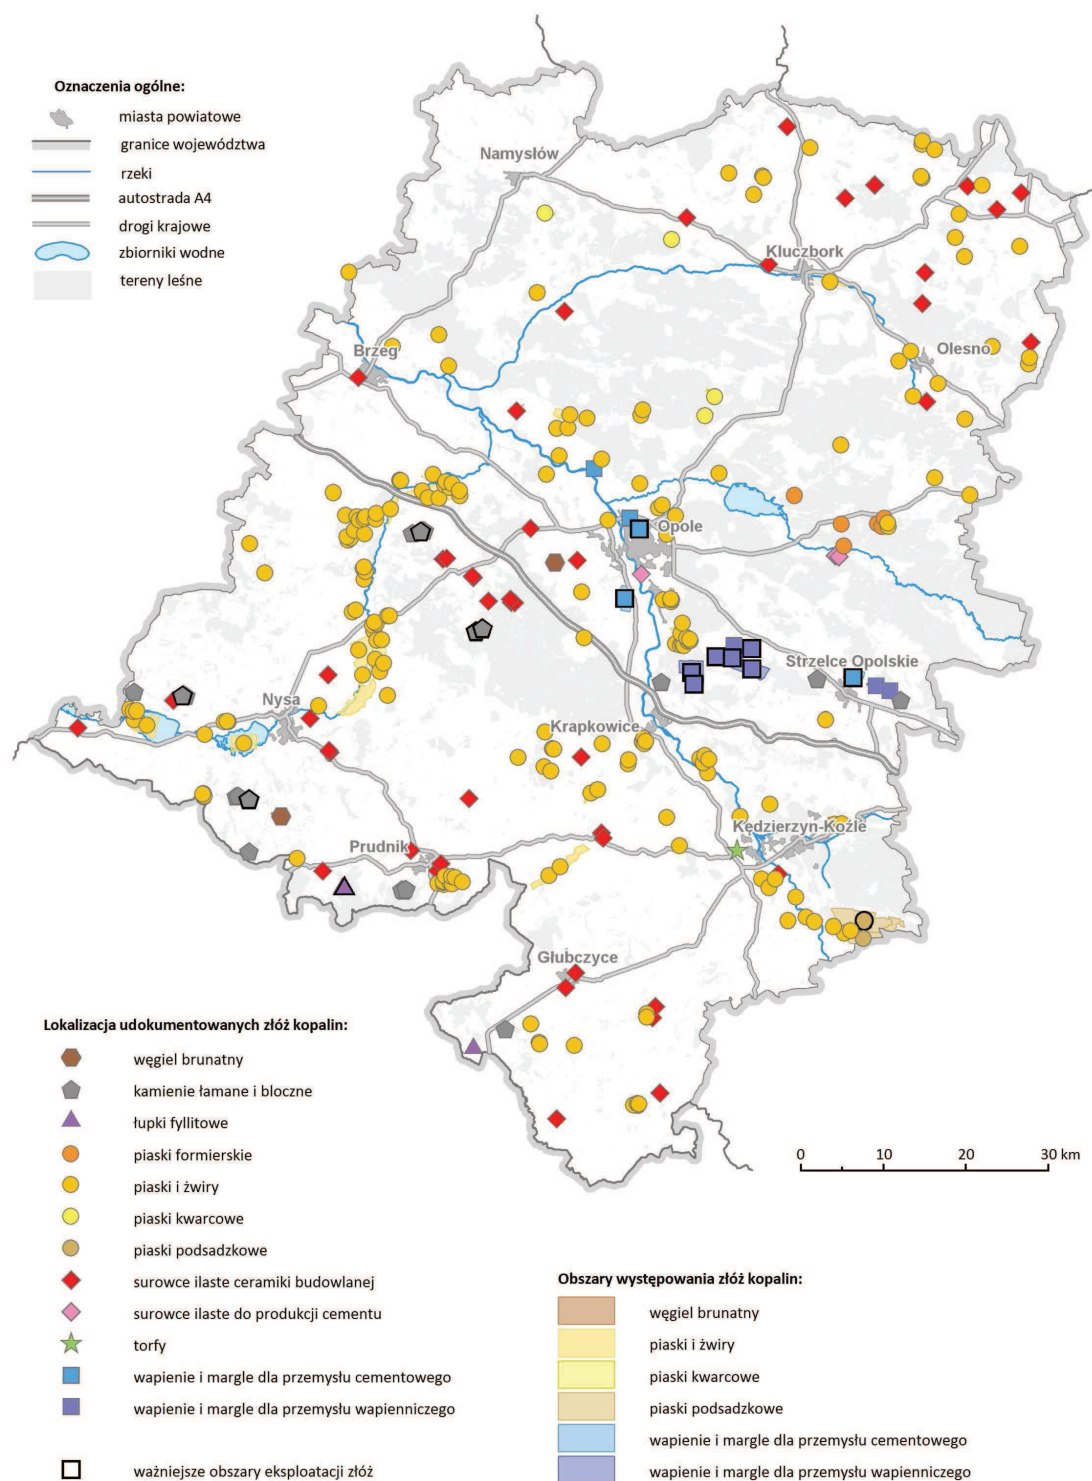 Oznaczenia ogólne:
miasta powiatowe
granice województwa
rzeki
autostrada A4
drogi krajowe
zbiorniki wodne
tereny leśne
Namysłów
Kluczbork
Brzeg
Olesno
Opole
Strzelce Opolskie
Nysa
Krapkowice
Kędzierzyn-Koźle
Prudnik
Głubczyce
0 10 20 30 km
Lokalizacja udokumentowanych złóż kopalin:
węgiel brunatny
kamienie łamane i bloczne
łupki fyllitowe
piaski formierskie
piaski i żwiry
piaski kwarcowe
piaski podsadzkowe
surowce ilaste ceramiki budowlanej
surowce ilaste do produkcji cementu
torfy
wapienie i margle dla przemysłu cementowego
wapienie i margle dla przemysłu wapienniczego
ważniejsze obszary eksploatacji złóż
Obszary występowania złóż kopalin:
węgiel brunatny
piaski i żwiry
piaski kwarcowe
piaski podsadzkowe
wapienie i margle dla przemysłu cementowego
wapienie i margle dla przemysłu wapienniczego